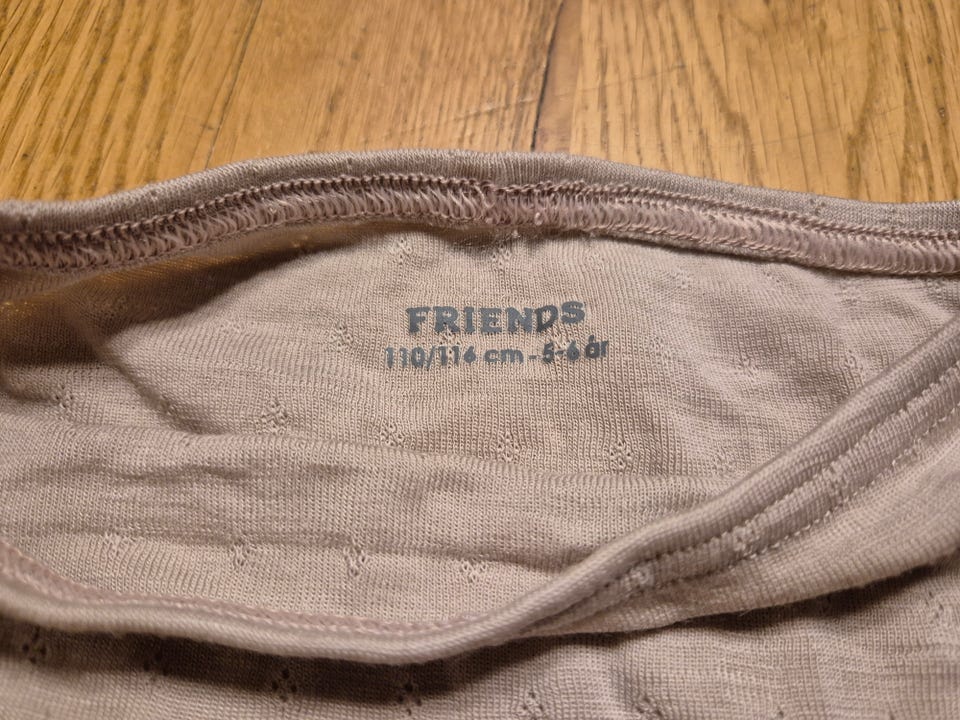 FRIENDS
110/116 cm - 5-6 år